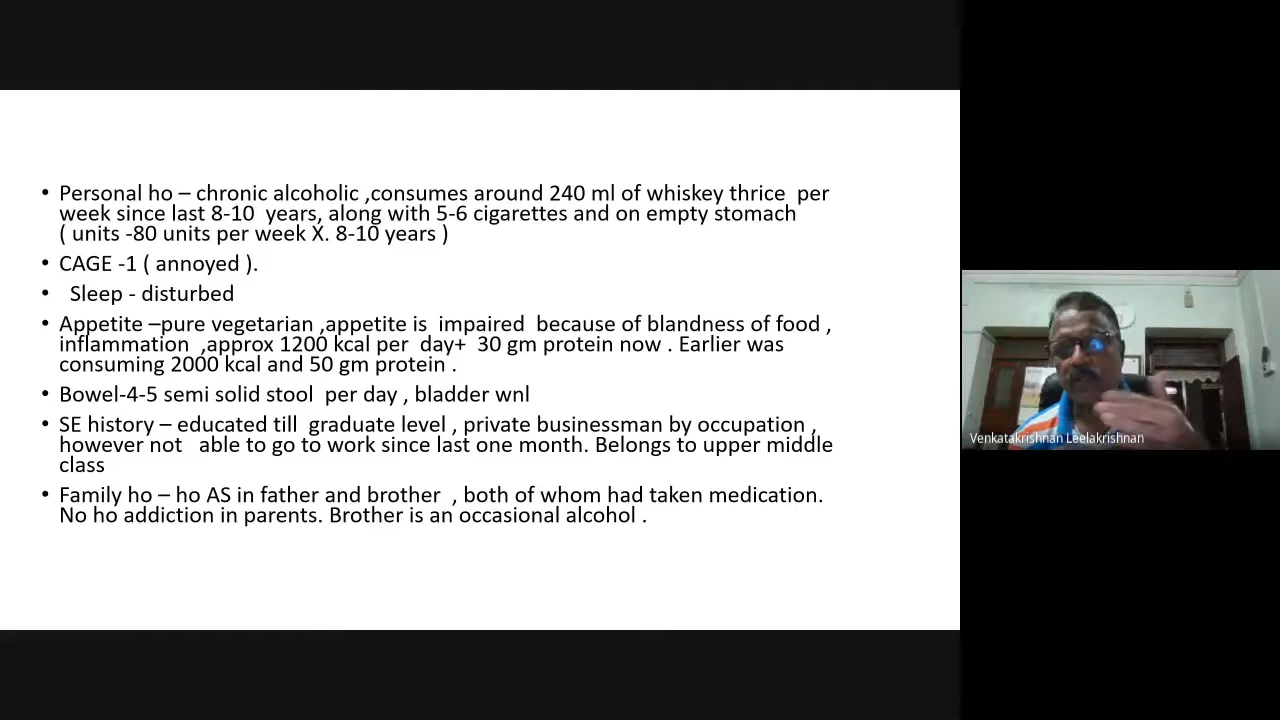 • Personal ho – chronic alcoholic ,consumes around 240 ml of whiskey thrice per
week since last 8-10 years, along with 5-6 cigarettes and on empty stomach
( units -80 units per week X. 8-10 years )
• CAGE -1 ( annoyed ).
• Sleep - disturbed
• Appetite –pure vegetarian ,appetite is impaired because of blandness of food ,
inflammation ,approx 1200 kcal per day+ 30 gm protein now . Earlier was
consuming 2000 kcal and 50 gm protein .
• Bowel-4-5 semi solid stool per day , bladder wnl
• SE history – educated till graduate level , private businessman by occupation ,
however not able to go to work since last one month. Belongs to upper middle
class
• Family ho – ho AS in father and brother , both of whom had taken medication.
No ho addiction in parents. Brother is an occasional alcohol .
Venkatakrishnan Leelakrishnan